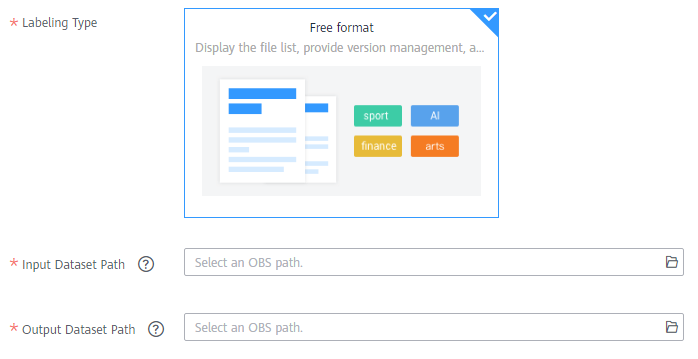 * Labeling Type
Free format
Display the file list, provide version management, a...
sport AI
finance arts
* Input Dataset Path ? Select an OBS path.
* Output Dataset Path ? Select an OBS path.